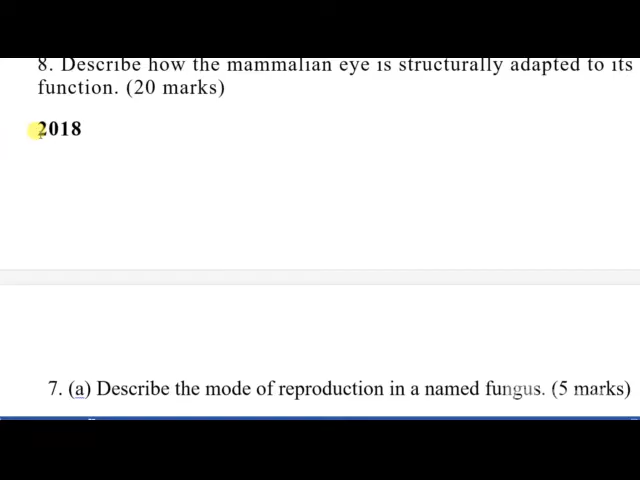 8. Describe how the mammalian eye is structurally adapted to its
function. (20 marks)
2018
7. (a) Describe the mode of reproduction in a named fungus. (5 marks)